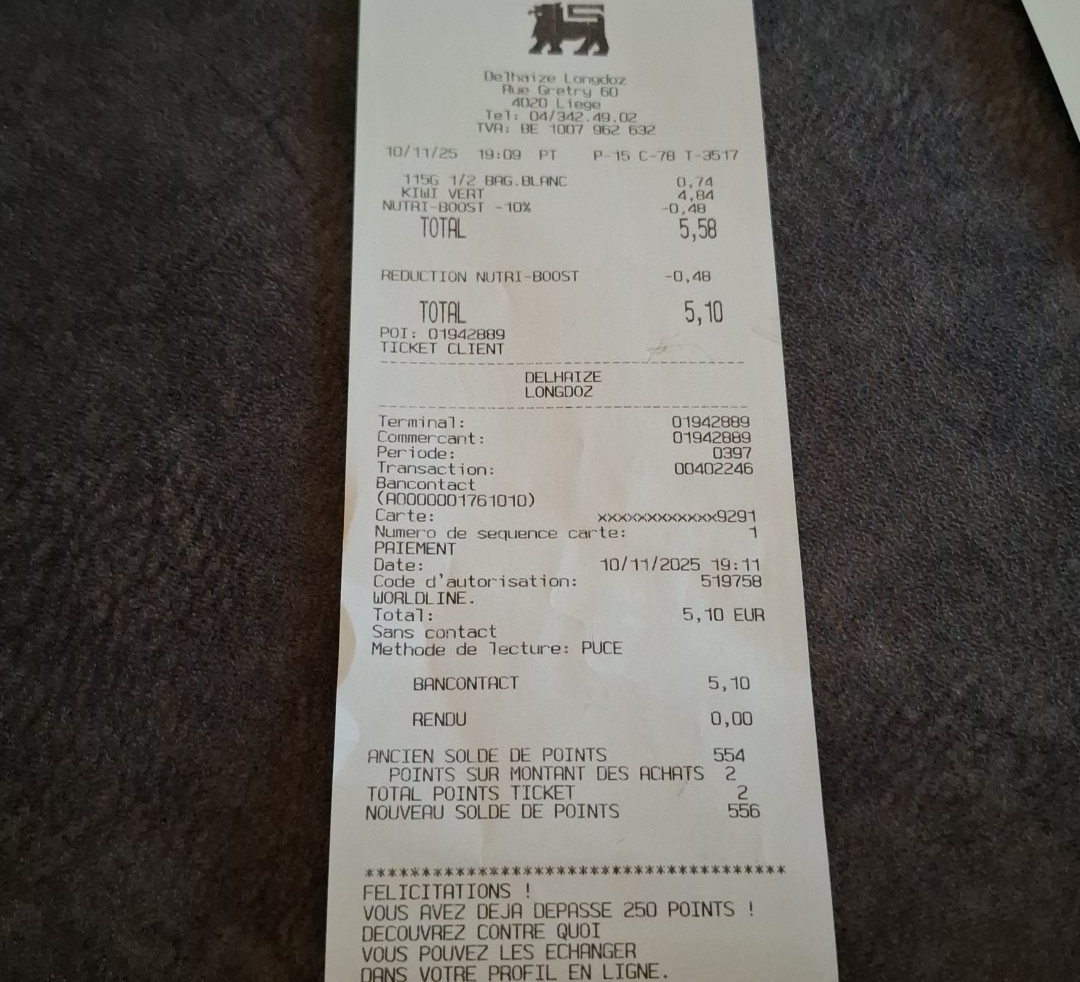 Delhaize Longdoz
Rue Gretry 60
4020 Liege
Tel: 04/342.49.02
TVA: BE 1007 962 632
10/11/25 19:09 PT P-15 C-78 T-3517
115G 1/2 BAG.BLANC 0,74
KIWI VERT 4,84
NUTRI-BOOST -10% -0,48
TOTAL 5,58
REDUCTION NUTRI-BOOST -0,48
TOTAL 5,10
POI: 01942889
TICKET CLIENT
DELHAIZE
LONGDOZ
Terminal: 01942889
Commercant: 01942889
Periode: 0397
Transaction: 00402246
Bancontact
(A0000001761010)
Carte: xxxxxxxxxxxxx9291
Numero de sequence carte: 1
PAIEMENT
Date: 10/11/2025 19:11
Code d'autorisation: 519758
WORLDLINE.
Total: 5,10 EUR
Sans contact
Methode de lecture: PUCE
BANCONTACT 5,10
RENDU 0,00
ANCIEN SOLDE DE POINTS 554
POINTS SUR MONTANT DES ACHATS 2
TOTAL POINTS TICKET 2
NOUVEAU SOLDE DE POINTS 556
*************************************
FELICITATIONS !
VOUS AVEZ DEJA DEPASSE 250 POINTS !
DECOUVREZ CONTRE QUOI
VOUS POUVEZ LES ECHANGER
DANS VOTRE PROFIL EN LIGNE.